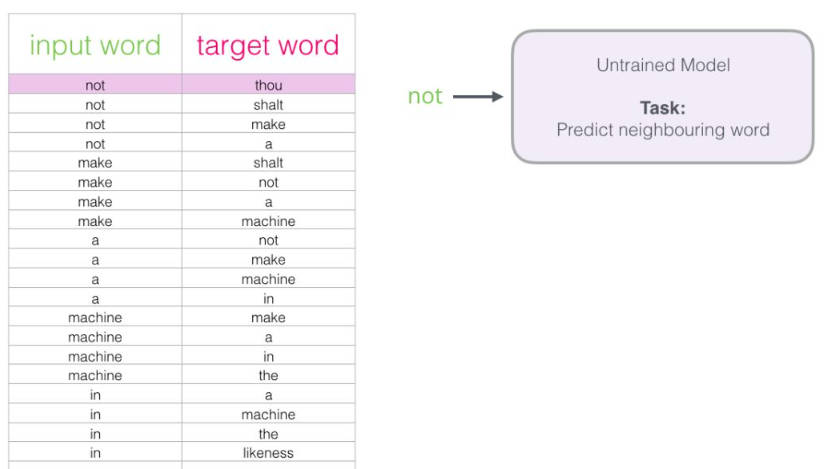 input word target word
not thou
not shalt
not make
not a
make shalt
make not
make a
make machine
a not
a make
a machine
a in
machine make
machine a
machine in
machine the
in a
in machine
in the
in likeness
not
Untrained Model
Task:
Predict neighbouring word